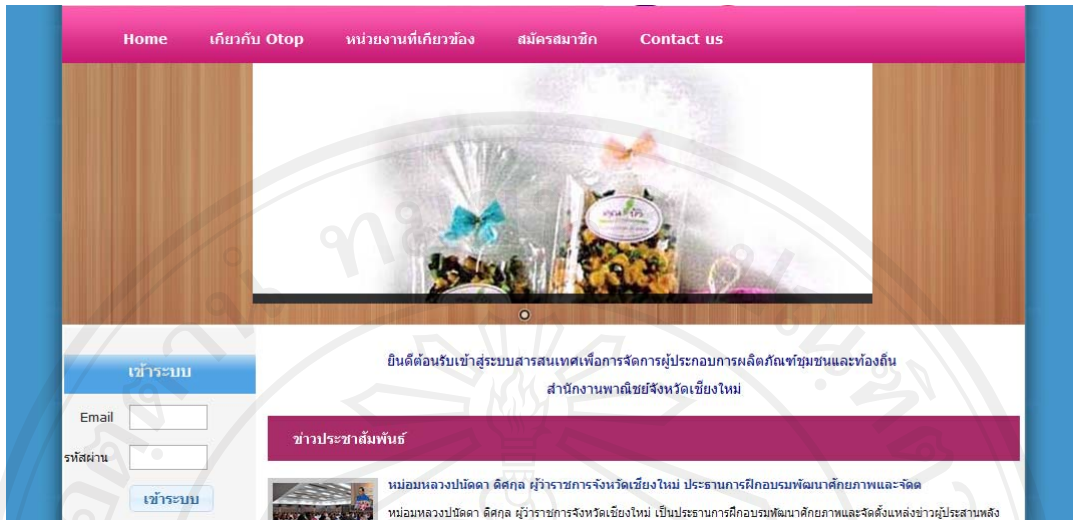 Home เกี่ยวกับ Otop หน่วยงานที่เกี่ยวข้อง สมัครสมาชิก Contact us
ยินดีต้อนรับเข้าสู่ระบบสารสนเทศเพื่อการจัดการผู้ประกอบการผลิตภัณฑ์ชุมชนและท้องถิ่น
สำนักงานพาณิชย์จังหวัดเชียงใหม่
เข้าระบบ
Email
รหัสผ่าน
เข้าระบบ
ข่าวประชาสัมพันธ์
หม่อมหลวงปนัดดา ดิศกุล ผู้ว่าราชการจังหวัดเชียงใหม่ ประธานการฝึกอบรมพัฒนาศักยภาพและจัดต
หม่อมหลวงปนัดดา ดิศกุล ผู้ว่าราชการจังหวัดเชียงใหม่ เป็นประธานการฝึกอบรมพัฒนาศักยภาพและจัดตั้งแหล่งข่าวผู้ประสานพลัง